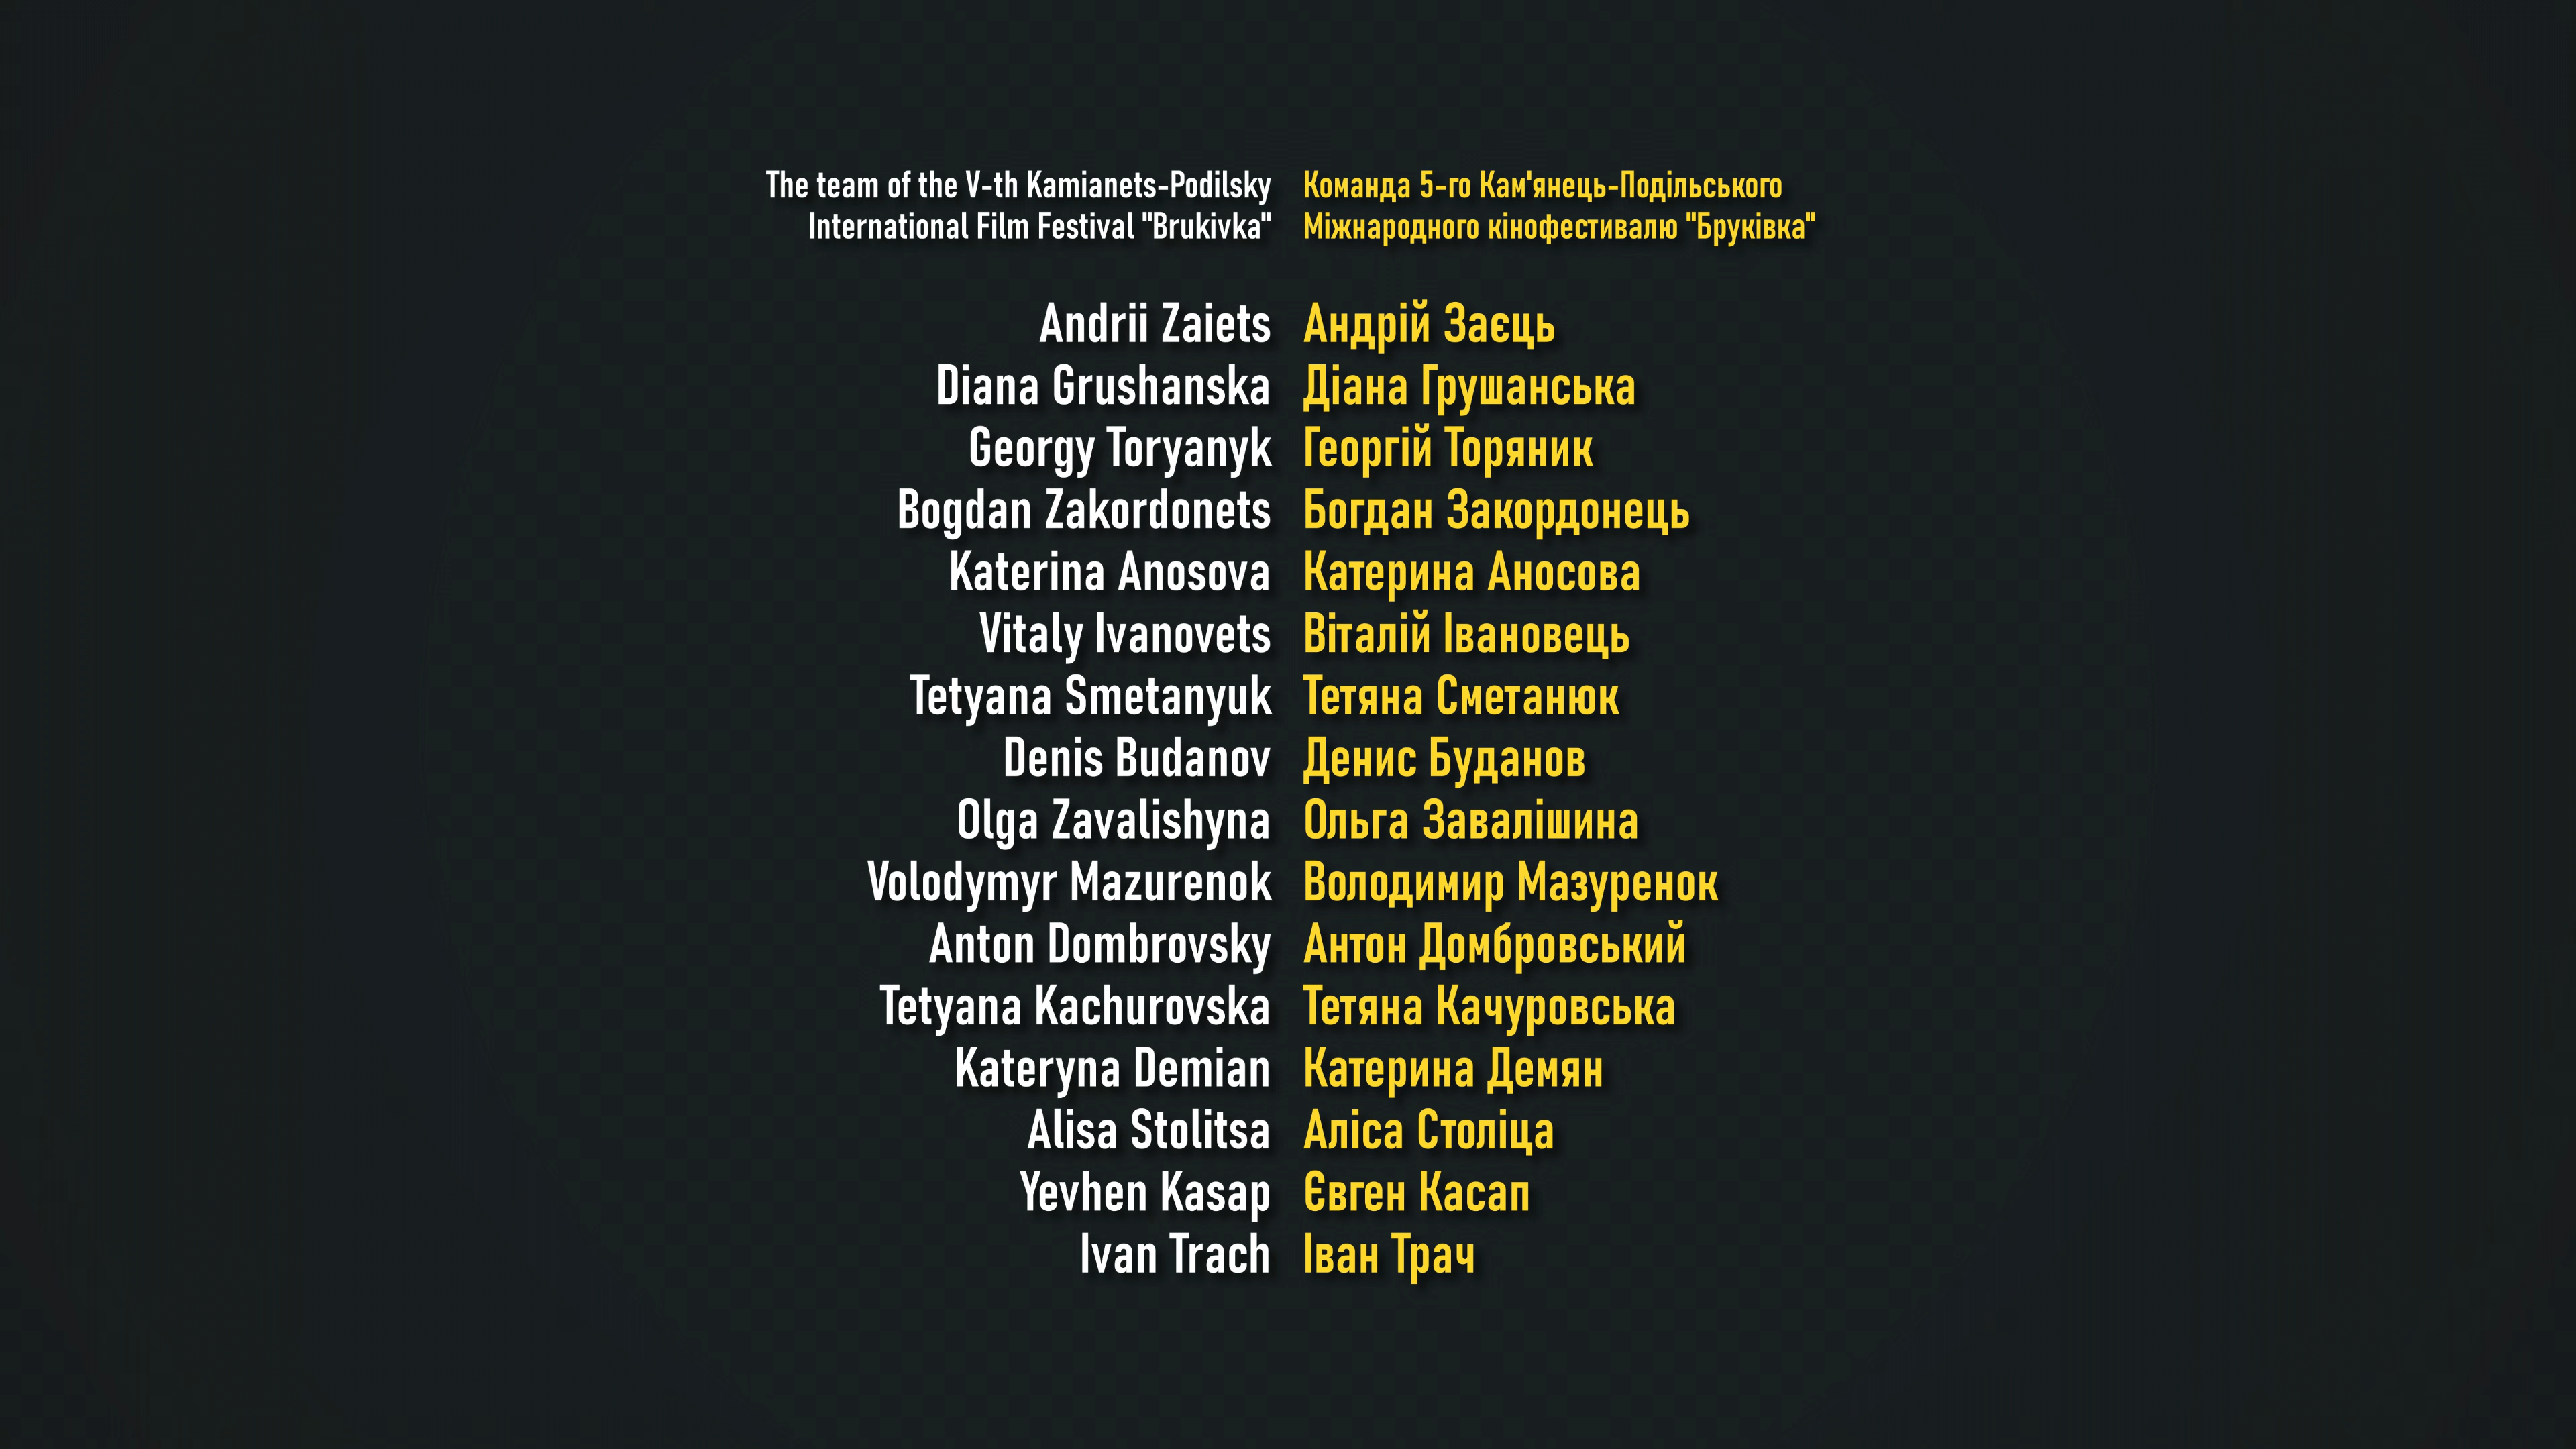 The team of the V-th Kamianets-Podilsky Команда 5-го Кам'янець-Подільського
International Film Festival "Brukivka" Міжнародного кінофестивалю "Бруківка"
Andrii Zaiets Андрій Заєць
Diana Grushanska Діана Грушанська
Georgy Toryanyk Георгій Торяник
Bogdan Zakordonets Богдан Закордонець
Katerina Anosova Катерина Аносова
Vitaly Ivanovets Віталій Івановець
Tetyana Smetanyuk Тетяна Сметанюк
Denis Budanov Денис Буданов
Olga Zavalishyna Ольга Завалішина
Volodymyr Mazurenok Володимир Мазуренок
Anton Dombrovsky Антон Домбровський
Tetyana Kachurovska Тетяна Качуровська
Kateryna Demian Катерина Демян
Alisa Stolitsa Аліса Століца
Yevhen Kasap Євген Касап
Ivan Trach Іван Трач